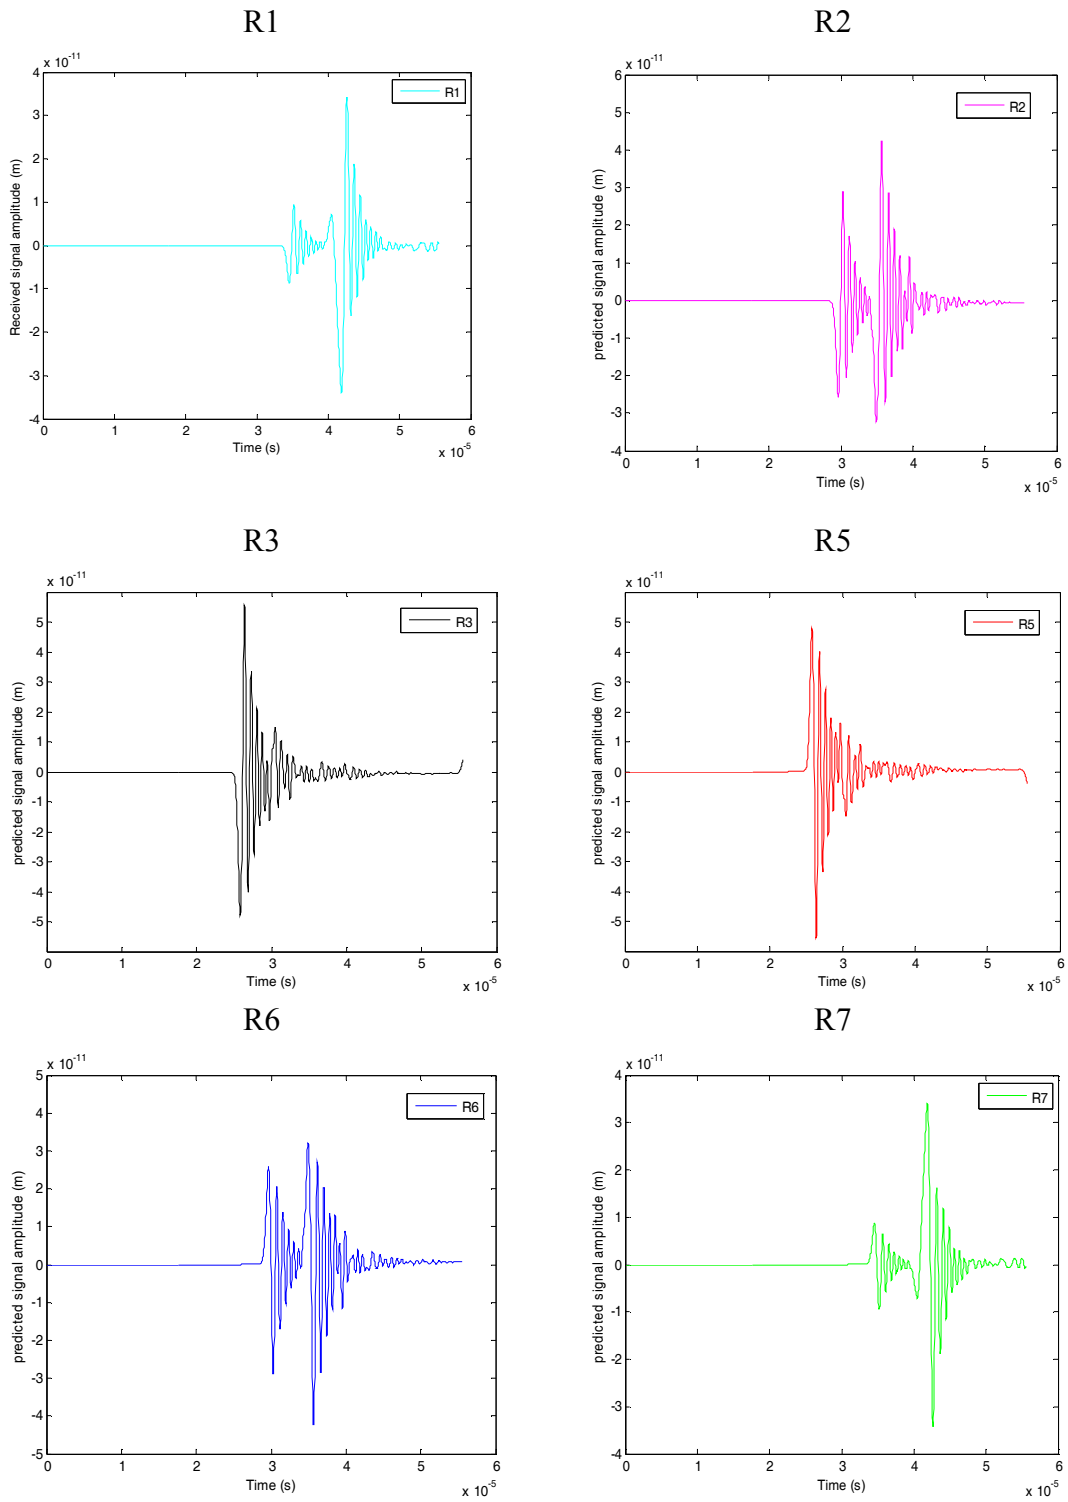 R1
R2
x 10^-11
4
3
2
1
0
-1
-2
-3
-4
0 1 2 3 4 5 6
Received signal amplitude (m)
Time (s)
x 10^-5
R1
x 10^-11
6
5
4
3
2
1
0
-1
-2
-3
-4
0 1 2 3 4 5 6
predicted signal amplitude (m)
Time (s)
x 10^-5
R2
R3
R5
x 10^-11
5
4
3
2
1
0
-1
-2
-3
-4
-5
0 1 2 3 4 5 6
predicted signal amplitude (m)
Time (s)
x 10^-5
R3
x 10^-11
5
4
3
2
1
0
-1
-2
-3
-4
-5
0 1 2 3 4 5 6
predicted signal amplitude (m)
Time (s)
x 10^-5
R5
R6
R7
x 10^-11
5
4
3
2
1
0
-1
-2
-3
-4
-5
0 1 2 3 4 5 6
predicted signal amplitude (m)
Time (s)
x 10^-5
R6
x 10^-11
4
3
2
1
0
-1
-2
-3
-4
0 1 2 3 4 5 6
predicted signal amplitude (m)
Time (s)
x 10^-5
R7